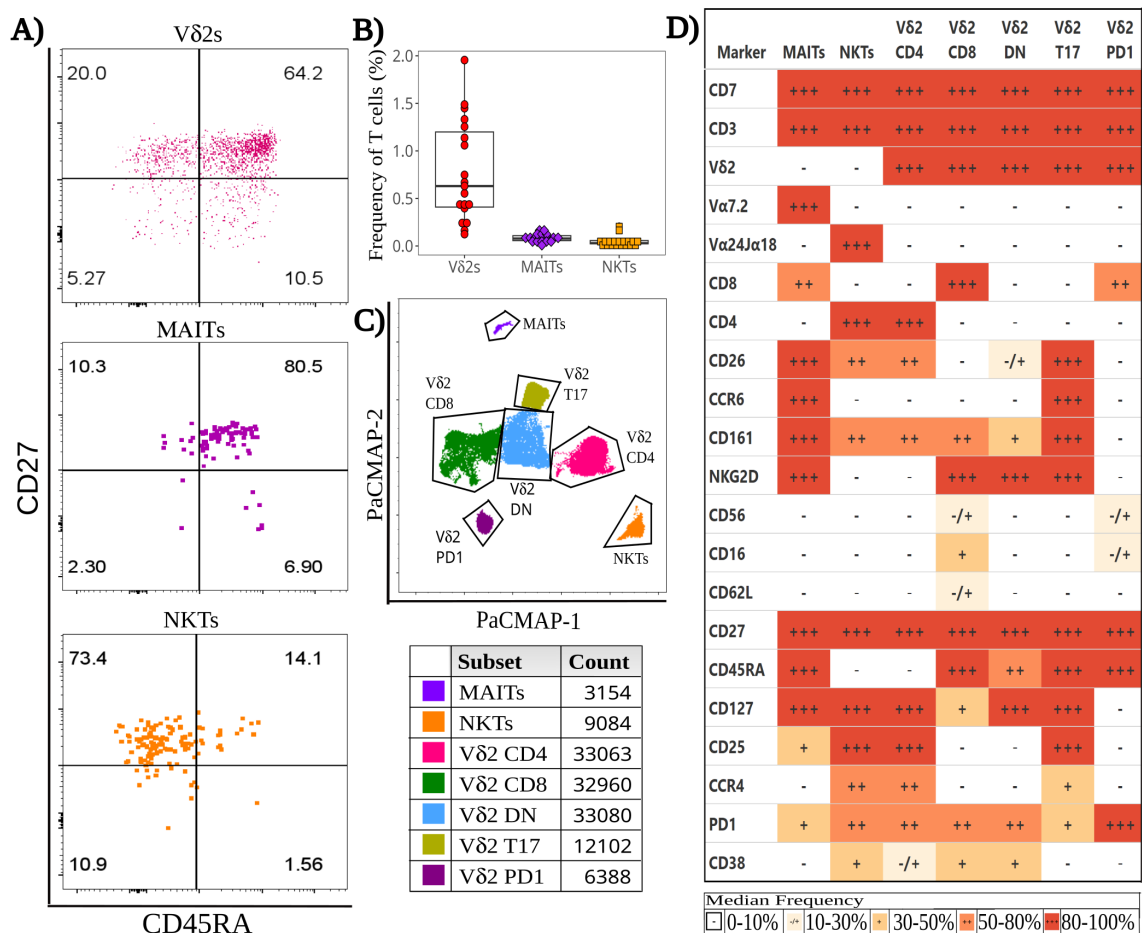 A)
Vδ2s
20.0 64.2
5.27 10.5
MAITs
10.3 80.5
2.30 6.90
NKTs
73.4 14.1
10.9 1.56
CD27
CD45RA
B)
Frequency of T cells (%)
2.0
1.5
1.0
0.5
0.0
Vδ2s MAITs NKTs
C)
MAITs
Vδ2
T17
Vδ2
CD8
Vδ2
CD4
Vδ2
DN
Vδ2
PD1
NKTs
PaCMAP-2
PaCMAP-1
Subset Count
MAITs 3154
NKTs 9084
Vδ2 CD4 33063
Vδ2 CD8 32960
Vδ2 DN 33080
Vδ2 T17 12102
Vδ2 PD1 6388
D)
Marker MAITs NKTs Vδ2 CD4 Vδ2 CD8 Vδ2 DN Vδ2 T17 Vδ2 PD1
CD7 +++ +++ +++ +++ +++ +++ +++
CD3 +++ +++ +++ +++ +++ +++ +++
Vδ2 - - +++ +++ +++ +++ +++
Vα7.2 +++ - - - - - -
Vα24Jα18 - +++ - - - - -
CD8 ++ - - +++ - - ++
CD4 - +++ +++ - - - -
CD26 +++ ++ ++ - -/+ +++ -
CCR6 +++ - - - - +++ -
CD161 +++ ++ ++ ++ + +++ -
NKG2D +++ - - +++ +++ +++ -
CD56 - - - -/+ - - -/+
CD16 - - - + - - -/+
CD62L - - - -/+ - - -
CD27 +++ +++ +++ +++ +++ +++ +++
CD45RA +++ - - +++ ++ +++ +++
CD127 +++ +++ +++ + +++ +++ -
CD25 + +++ +++ - - +++ -
CCR4 - ++ ++ - - + -
PD1 + ++ ++ ++ ++ + +++
CD38 - + -/+ + + - -
Median Frequency
- 0-10% -/+ 10-30% + 30-50% ++ 50-80% +++ 80-100%